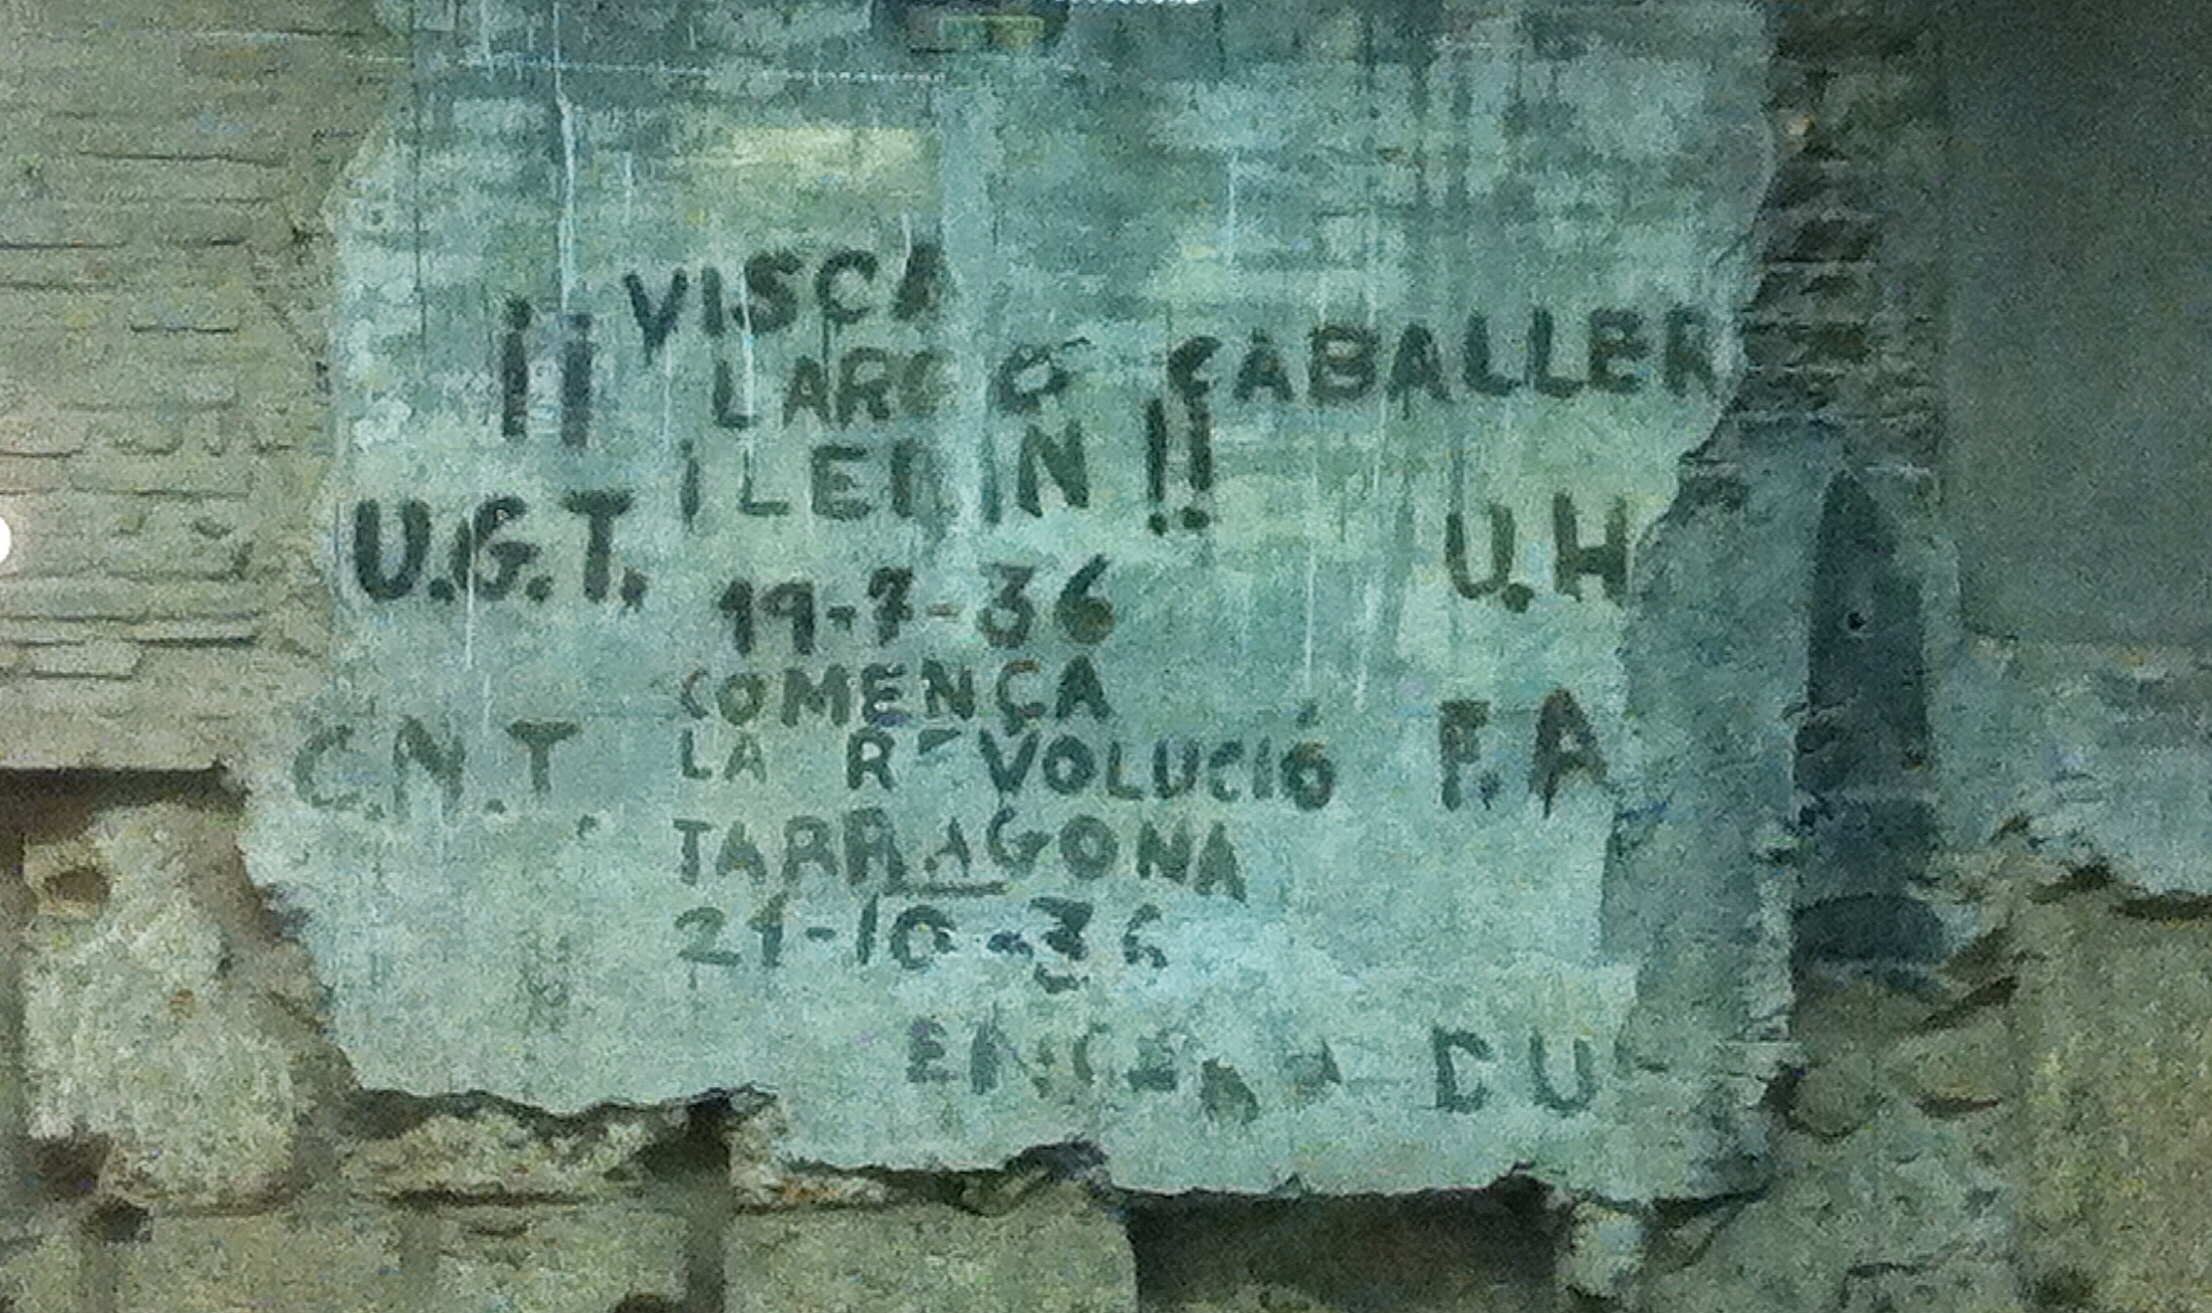 ¡¡ VISCA
LARGO CABALLER
i LENIN !!
U.G.T. U.H
19-7-36
COMENÇA
C.N.T. LA REVOLUCIÓ F.A
TARRAGONA
21-10-36